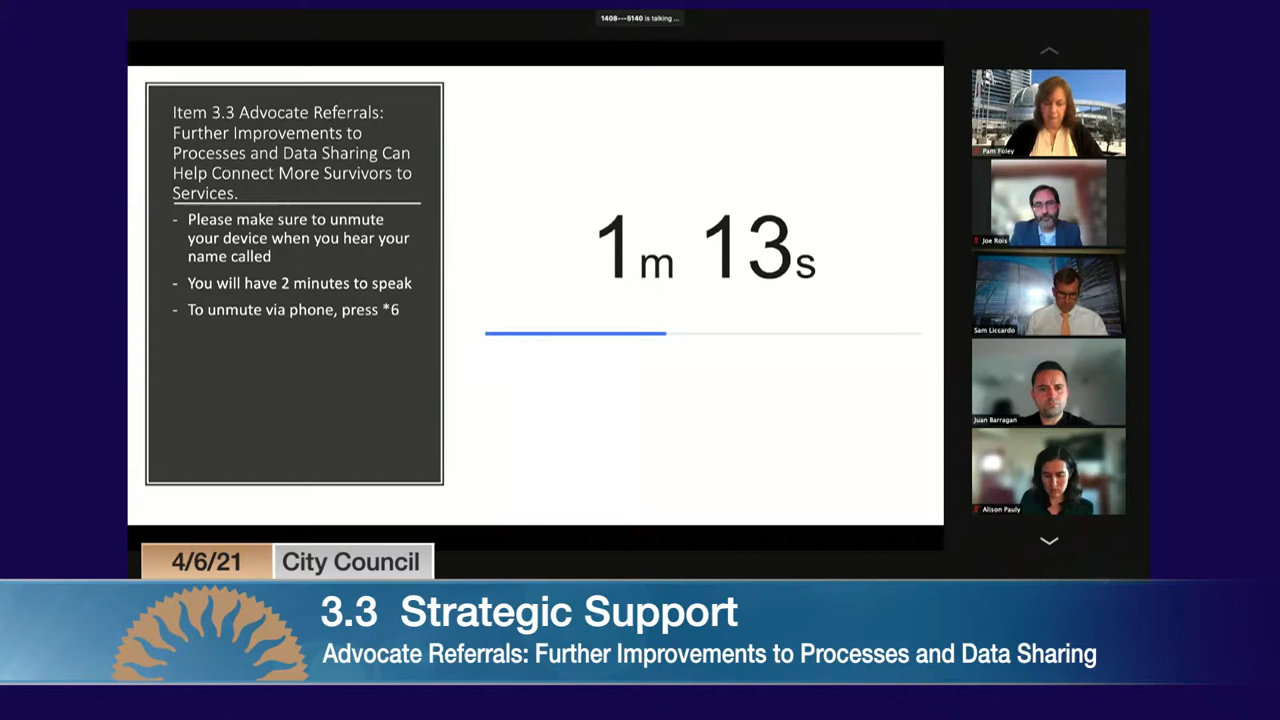 1408---5140 is talking ...
Item 3.3 Advocate Referrals:
Further Improvements to
Processes and Data Sharing Can
Help Connect More Survivors to
Services.
- Please make sure to unmute
your device when you hear your
name called
- You will have 2 minutes to speak
- To unmute via phone, press *6
1m 13s
Pam Foley
Joe Rois
Sam Liccardo
Juan Barragan
Alison Pauly
4/6/21 City Council
3.3 Strategic Support
Advocate Referrals: Further Improvements to Processes and Data Sharing